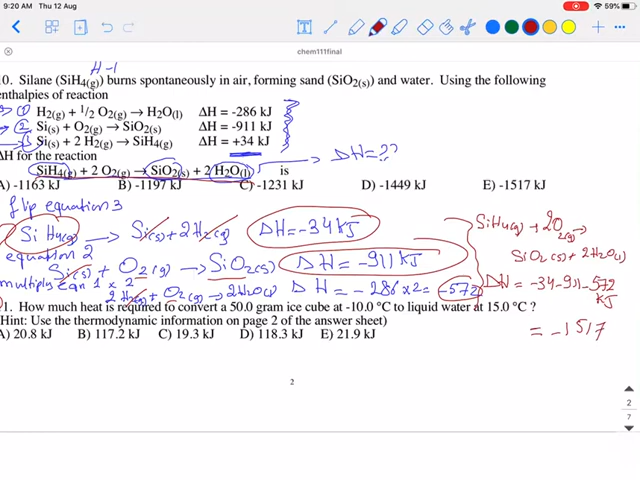 9:20 AM Thu 12 Aug
59%
chem111final
H-1
0. Silane (SiH4(g)) burns spontaneously in air, forming sand (SiO2(s)) and water. Using the following
enthalpies of reaction
① H2(g) + 1/2 O2(g) → H2O(l) ΔH = -286 kJ
② Si(s) + O2(g) → SiO2(s) ΔH = -911 kJ
③ Si(s) + 2 H2(g) → SiH4(g) ΔH = +34 kJ
ΔH for the reaction
SiH4(g) + 2 O2(g) → SiO2(s) + 2 H2O(l) is
ΔH = ??
A) -1163 kJ B) -1197 kJ C) -1231 kJ D) -1449 kJ E) -1517 kJ
flip equation 3
SiH4(g) → Si(s) + 2H2(g) ΔH = -34 kJ
equation 2
Si(s) + O2(g) → SiO2(s) ΔH = -911 kJ
multiply eqn 1 × 2
2H2(g) + O2(g) → 2H2O(l) ΔH = -286 × 2 = -572
SiH4(g) + 2O2(g) →
SiO2(s) + 2H2O(l)
ΔH = -34 - 911 - 572
kJ
= -1517
1. How much heat is required to convert a 50.0 gram ice cube at -10.0 °C to liquid water at 15.0 °C ?
Hint: Use the thermodynamic information on page 2 of the answer sheet)
A) 20.8 kJ B) 117.2 kJ C) 19.3 kJ D) 118.3 kJ E) 21.9 kJ
2
2
7